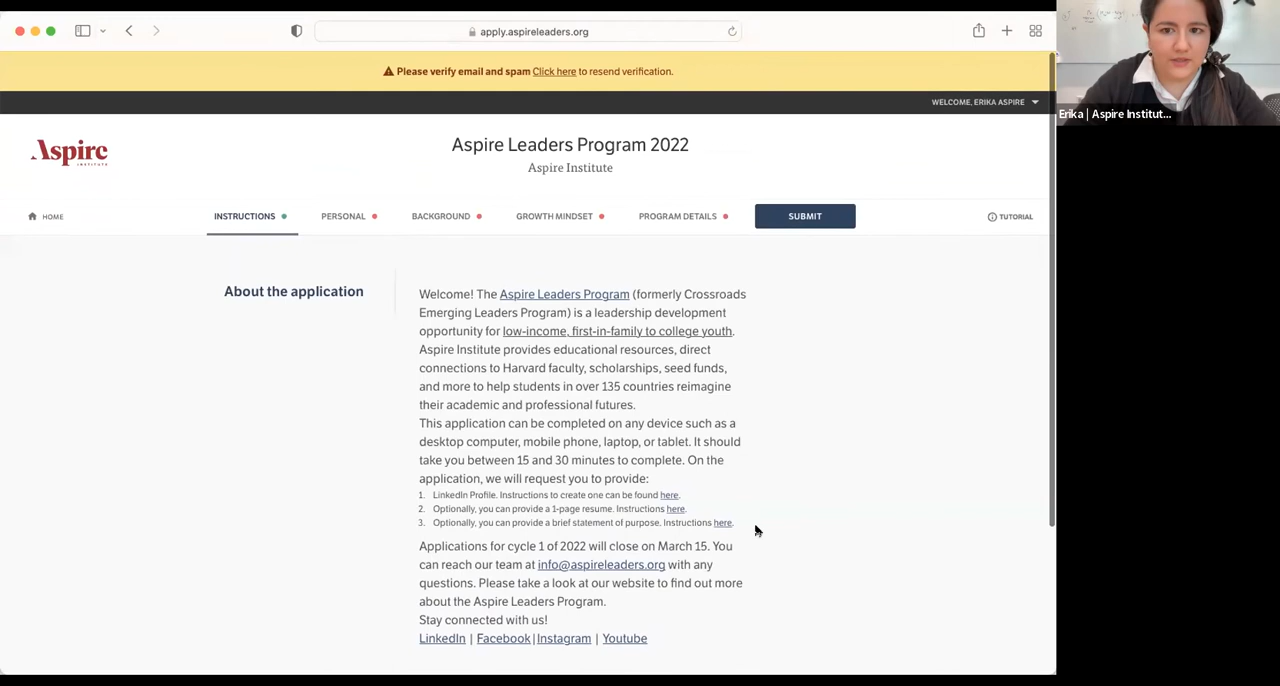 apply.aspireleaders.org
Please verify email and spam Click here to resend verification.
WELCOME, ERIKA ASPIRE
Aspire
INSTITUTE
Aspire Leaders Program 2022
Aspire Institute
HOME
INSTRUCTIONS
PERSONAL
BACKGROUND
GROWTH MINDSET
PROGRAM DETAILS
SUBMIT
TUTORIAL
About the application
Welcome! The Aspire Leaders Program (formerly Crossroads
Emerging Leaders Program) is a leadership development
opportunity for low-income, first-in-family to college youth.
Aspire Institute provides educational resources, direct
connections to Harvard faculty, scholarships, seed funds,
and more to help students in over 135 countries reimagine
their academic and professional futures.
This application can be completed on any device such as a
desktop computer, mobile phone, laptop, or tablet. It should
take you between 15 and 30 minutes to complete. On the
application, we will request you to provide:
1. LinkedIn Profile. Instructions to create one can be found here.
2. Optionally, you can provide a 1-page resume. Instructions here.
3. Optionally, you can provide a brief statement of purpose. Instructions here.
Applications for cycle 1 of 2022 will close on March 15. You
can reach our team at info@aspireleaders.org with any
questions. Please take a look at our website to find out more
about the Aspire Leaders Program.
Stay connected with us!
LinkedIn | Facebook | Instagram | Youtube
Erika | Aspire Institut...